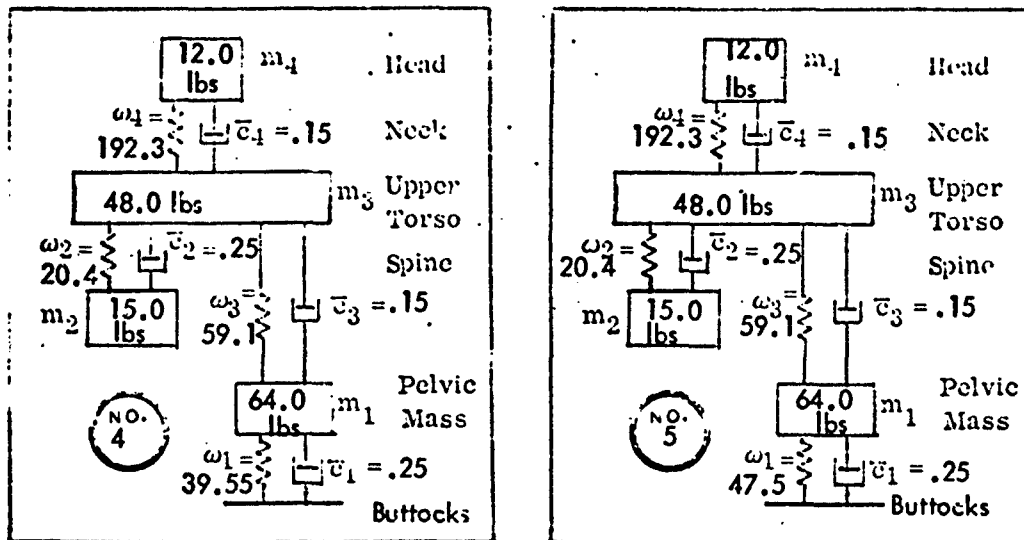 12.0
lbs
m4
Head
ω4=
192.3
c̄4 = .15
Neck
48.0 lbs
m3
Upper
Torso
ω2=
20.4
c̄2=.25
Spine
m2
15.0
lbs
ω3=
59.1
c̄3 = .15
64.0
lbs
m1
Pelvic
Mass
NO.
4
ω1=
39.55
c̄1 = .25
Buttocks
12.0
lbs
m4
Head
ω4=
192.3
c̄4 = .15
Neck
48.0 lbs
m3
Upper
Torso
ω2=
20.4
c̄2=.25
Spine
m2
15.0
lbs
ω3=
59.1
c̄3 = .15
64.0
lbs
m1
Pelvic
Mass
NO.
5
ω1=
47.5
c̄1 = .25
Buttocks